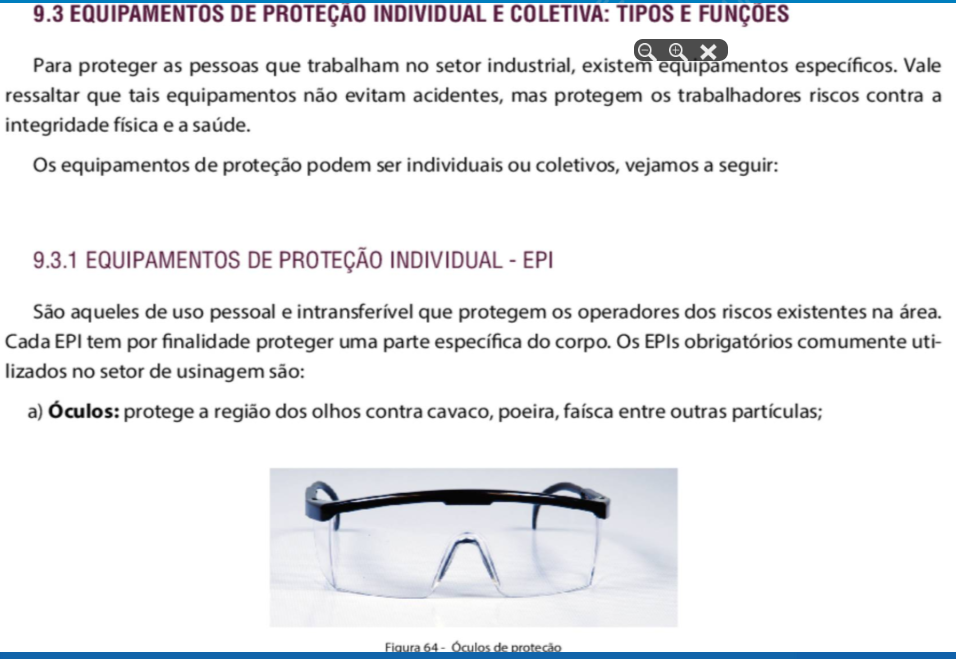 9.3 EQUIPAMENTOS DE PROTEÇÃO INDIVIDUAL E COLETIVA: TIPOS E FUNÇÕES
Para proteger as pessoas que trabalham no setor industrial, existem equipamentos específicos. Vale
ressaltar que tais equipamentos não evitam acidentes, mas protegem os trabalhadores riscos contra a
integridade física e a saúde.
Os equipamentos de proteção podem ser individuais ou coletivos, vejamos a seguir:
9.3.1 EQUIPAMENTOS DE PROTEÇÃO INDIVIDUAL - EPI
São aqueles de uso pessoal e intransferível que protegem os operadores dos riscos existentes na área.
Cada EPI tem por finalidade proteger uma parte específica do corpo. Os EPIs obrigatórios comumente uti-
lizados no setor de usinagem são:
a) Óculos: protege a região dos olhos contra cavaco, poeira, faísca entre outras partículas;
Figura 64 - Óculos de proteção